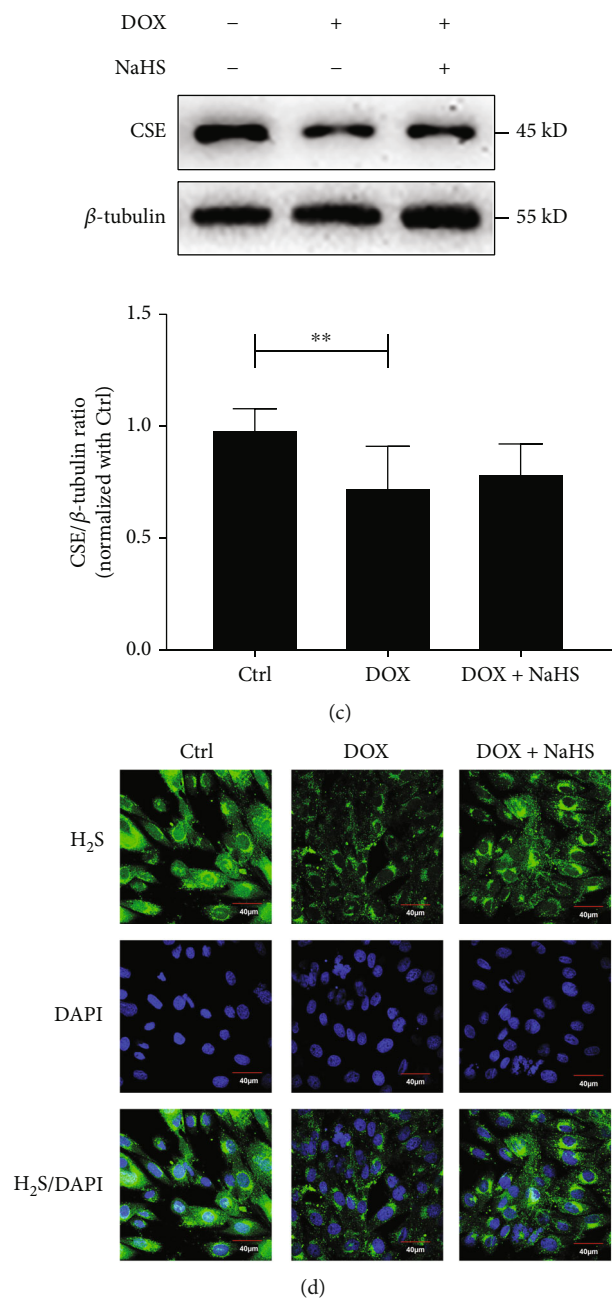 DOX – + +
NaHS – – +
CSE 45 kD
β-tubulin 55 kD
1.5
1.0
0.5
0.0
CSE/β-tubulin ratio
(normalized with Ctrl)
**
Ctrl DOX DOX + NaHS
(c)
Ctrl DOX DOX + NaHS
H₂S
40μm 40μm 40μm
DAPI
40μm 40μm 40μm
H₂S/DAPI
40μm 40μm 40μm
(d)